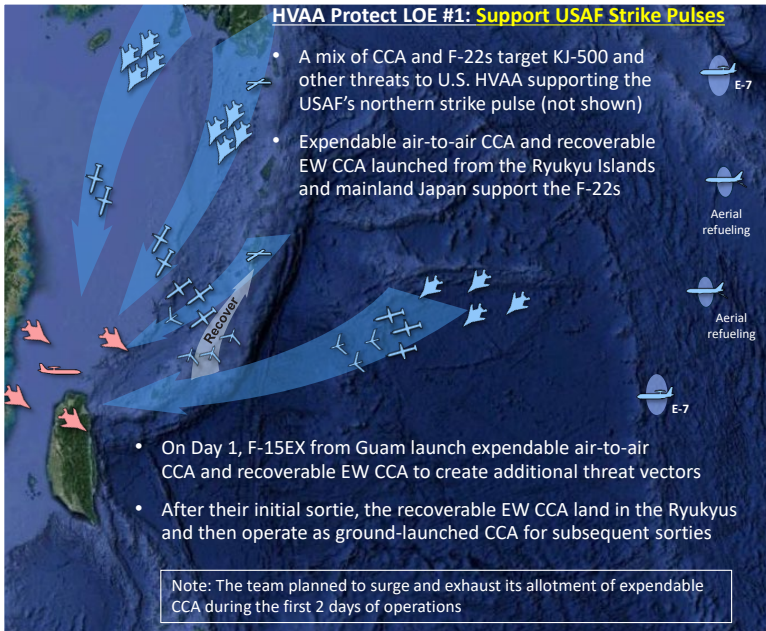 HVAA Protect LOE #1: Support USAF Strike Pulses
• A mix of CCA and F-22s target KJ-500 and
other threats to U.S. HVAA supporting the
USAF's northern strike pulse (not shown)
E-7
• Expendable air-to-air CCA and recoverable
EW CCA launched from the Ryukyu Islands
and mainland Japan support the F-22s
Aerial
refueling
Recover
Aerial
refueling
E-7
• On Day 1, F-15EX from Guam launch expendable air-to-air
CCA and recoverable EW CCA to create additional threat vectors
• After their initial sortie, the recoverable EW CCA land in the Ryukyus
and then operate as ground-launched CCA for subsequent sorties
Note: The team planned to surge and exhaust its allotment of expendable
CCA during the first 2 days of operations